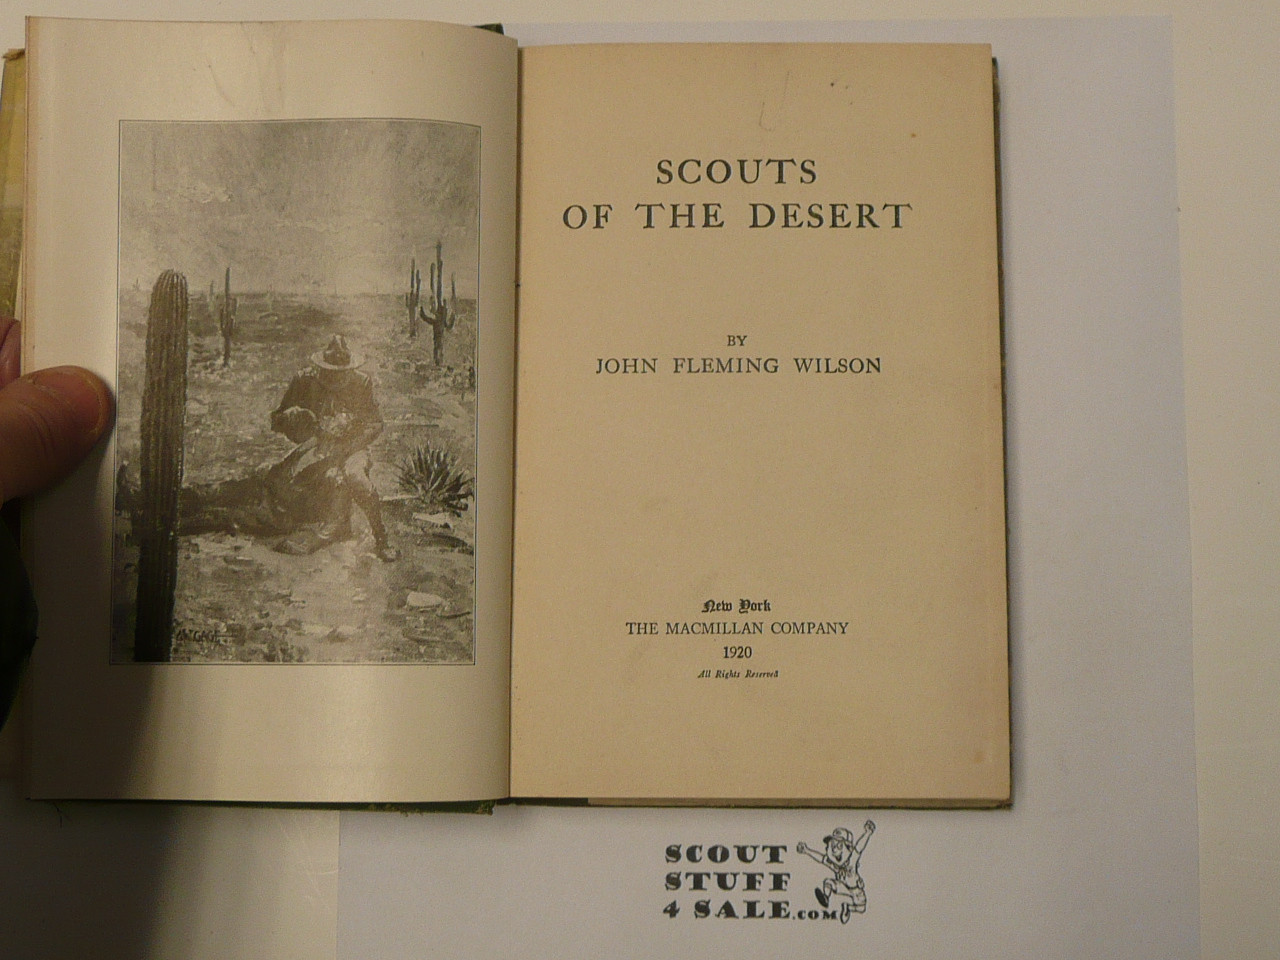 SCOUTS
OF THE DESERT
BY
JOHN FLEMING WILSON
New York
THE MACMILLAN COMPANY
1920
All Rights Reserved
SCOUT
STUFF
4 SALE.COM